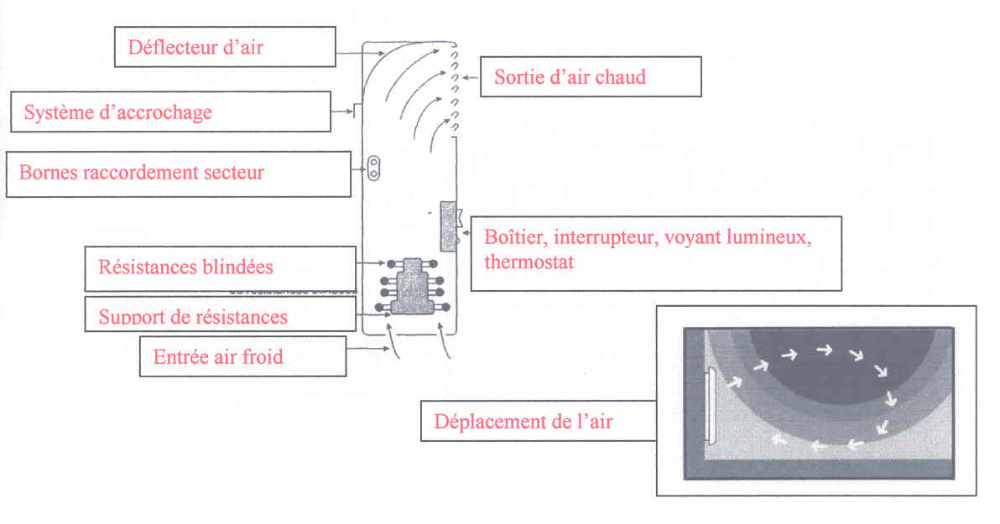 Déflecteur d'air
Sortie d'air chaud
Système d'accrochage
Bornes raccordement secteur
Boîtier, interrupteur, voyant lumineux,
thermostat
Résistances blindées
Support de résistances
Entrée air froid
Déplacement de l'air